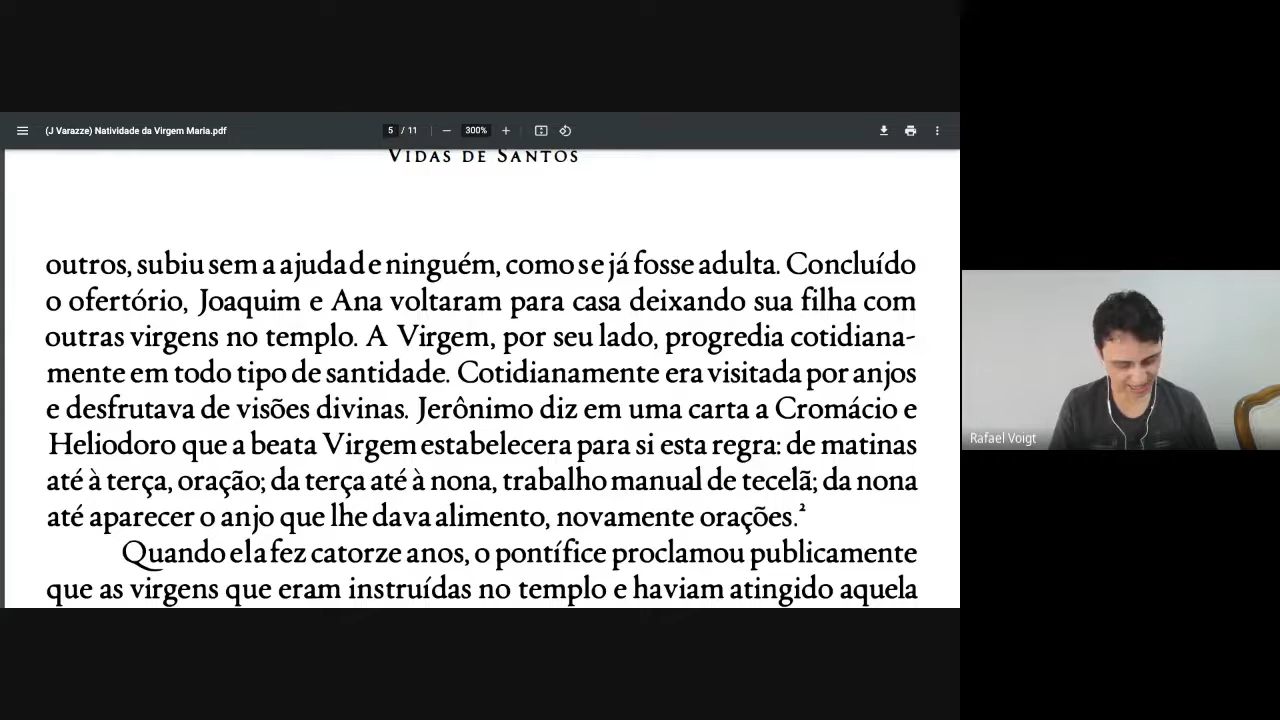 (J Varazze) Natividade da Virgem Maria.pdf
5 / 11
300%
VIDAS DE SANTOS
outros, subiu sem a ajuda de ninguém, como se já fosse adulta. Concluído
o ofertório, Joaquim e Ana voltaram para casa deixando sua filha com
outras virgens no templo. A Virgem, por seu lado, progredia cotidiana-
mente em todo tipo de santidade. Cotidianamente era visitada por anjos
e desfrutava de visões divinas. Jerônimo diz em uma carta a Cromácio e
Heliodoro que a beata Virgem estabelecera para si esta regra: de matinas
até à terça, oração; da terça até à nona, trabalho manual de tecelã; da nona
até aparecer o anjo que lhe dava alimento, novamente orações.²
Quando ela fez catorze anos, o pontífice proclamou publicamente
que as virgens que eram instruídas no templo e haviam atingido aquela
Rafael Voigt